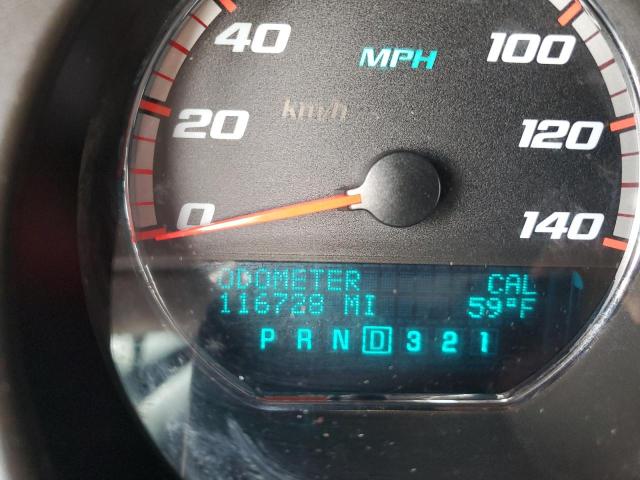 40 MPH 100
km/h
20 120
0 140
ODOMETER CAL
116728 MI 59°F
P R N D 3 2 1